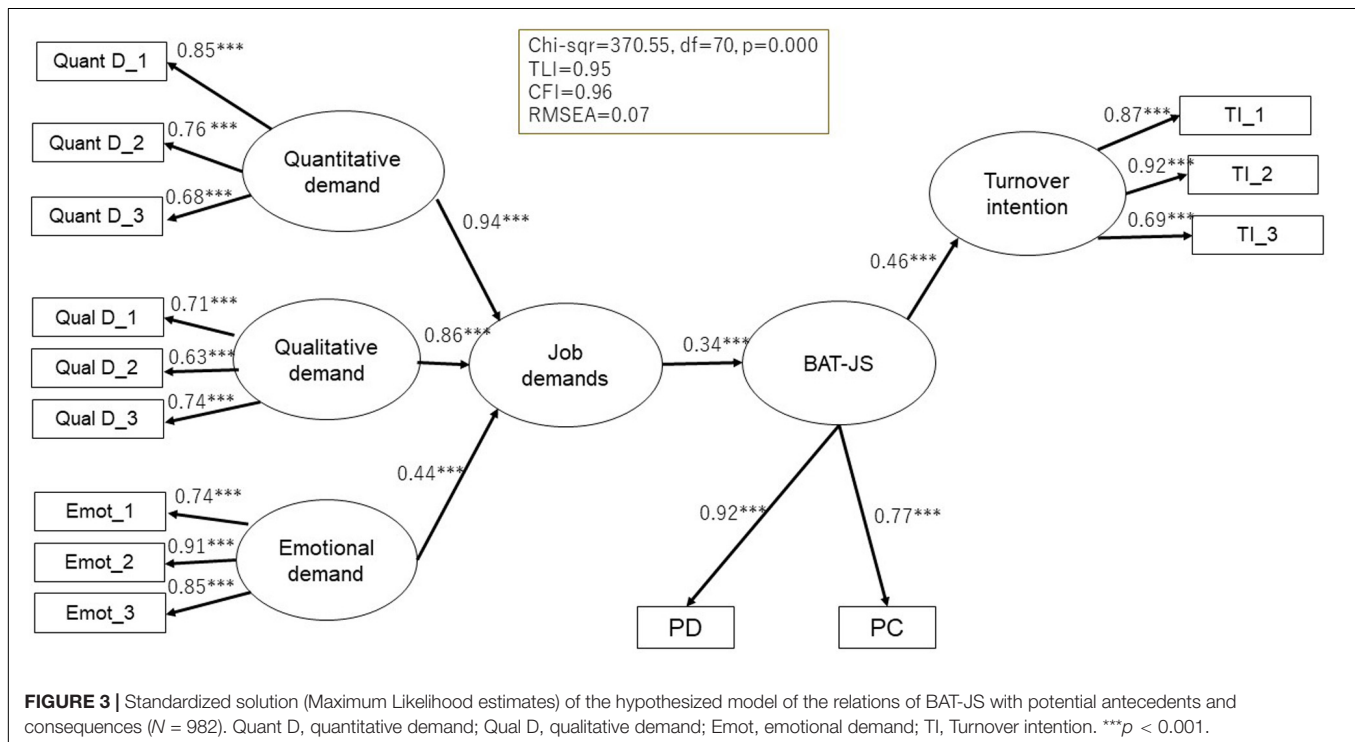 Chi-sqr=370.55, df=70, p=0.000
TLI=0.95
CFI=0.96
RMSEA=0.07
Quant D_1
0.85***
Quant D_2
0.76 ***
Quant D_3
0.68***
Quantitative
demand
0.94***
Qual D_1
0.71***
Qual D_2
0.63***
Qual D_3
0.74***
Qualitative
demand
0.86***
Emot_1
0.74***
Emot_2
0.91***
Emot_3
0.85***
Emotional
demand
0.44***
Job
demands
0.34***
BAT-JS
0.92***
PD
0.77***
PC
0.46***
Turnover
intention
0.87***
TI_1
0.92***
TI_2
0.69***
TI_3
FIGURE 3 | Standardized solution (Maximum Likelihood estimates) of the hypothesized model of the relations of BAT-JS with potential antecedents and
consequences (N = 982). Quant D, quantitative demand; Qual D, qualitative demand; Emot, emotional demand; TI, Turnover intention. ***p < 0.001.